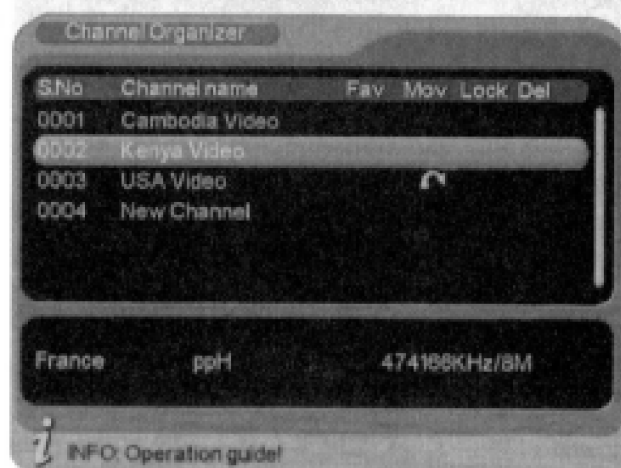 Channel Organizer
S.No Channel name Fav Mov Lock Del
0001 Cambodia Video
0002 Kenya Video
0003 USA Video
0004 New Channel
France ppH 474166KHz/8M
INFO: Operation guide!